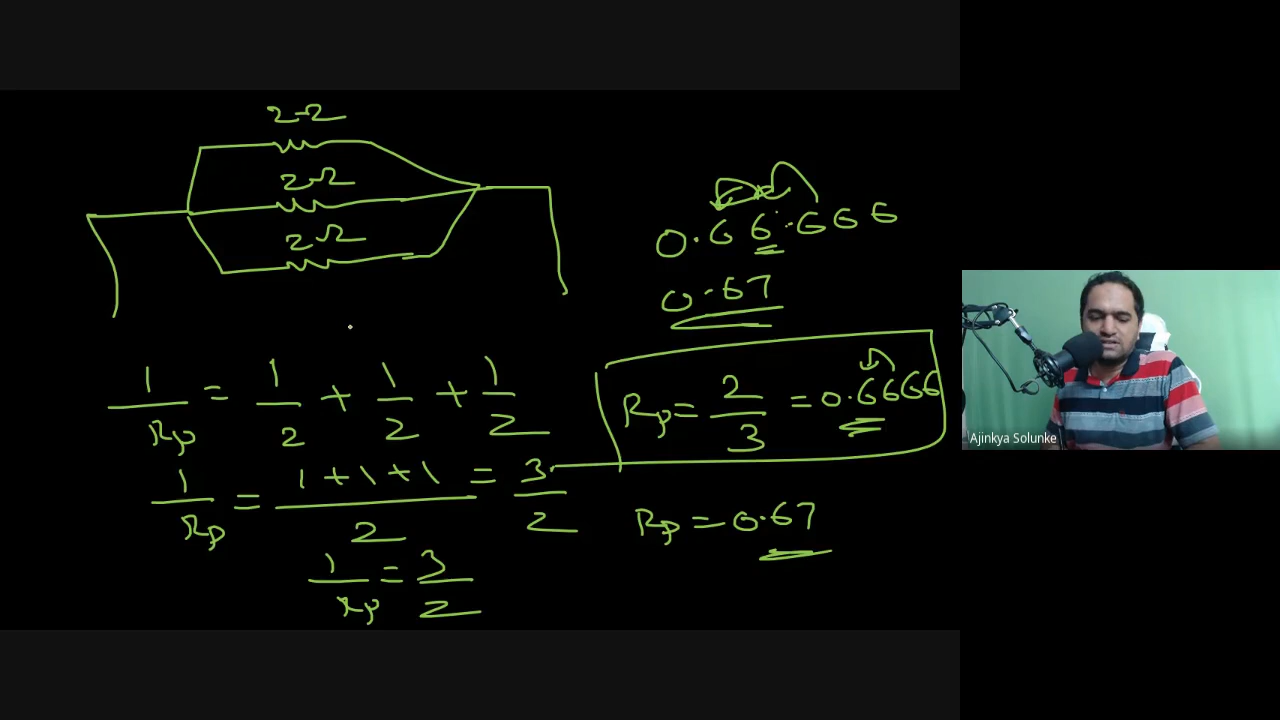 2Ω
2Ω
2Ω
0.66.666
0.67
1/Rp = 1/2 + 1/2 + 1/2
Rp = 2/3 = 0.6666
1/Rp = 1+1+1/2 = 3/2
Rp = 0.67
1/Rp = 3/2
Ajinkya Solunke